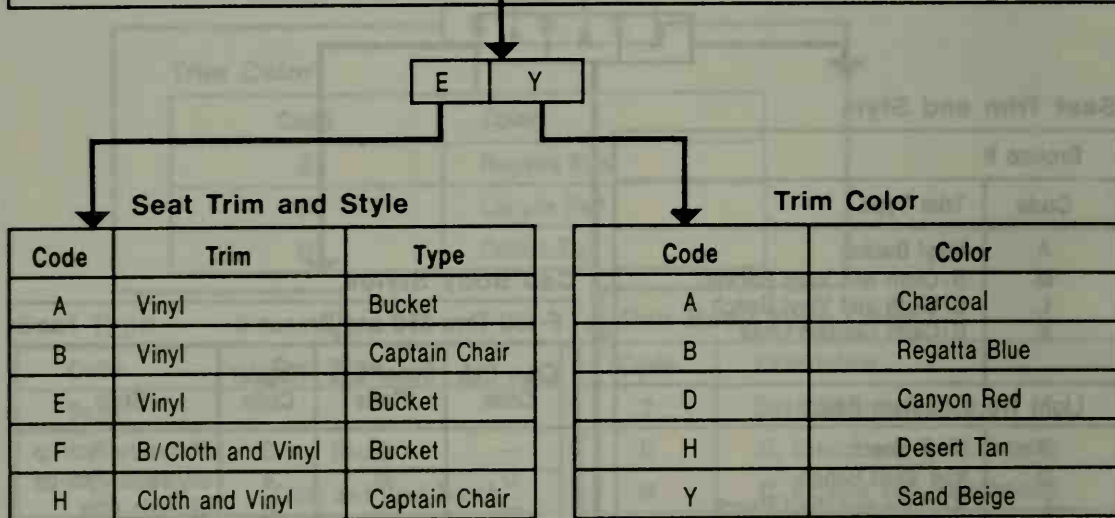 E Y
Seat Trim and Style
Code Trim Type
A Vinyl Bucket
B Vinyl Captain Chair
E Vinyl Bucket
F B/Cloth and Vinyl Bucket
H Cloth and Vinyl Captain Chair
Trim Color
Code Color
A Charcoal
B Regatta Blue
D Canyon Red
H Desert Tan
Y Sand Beige